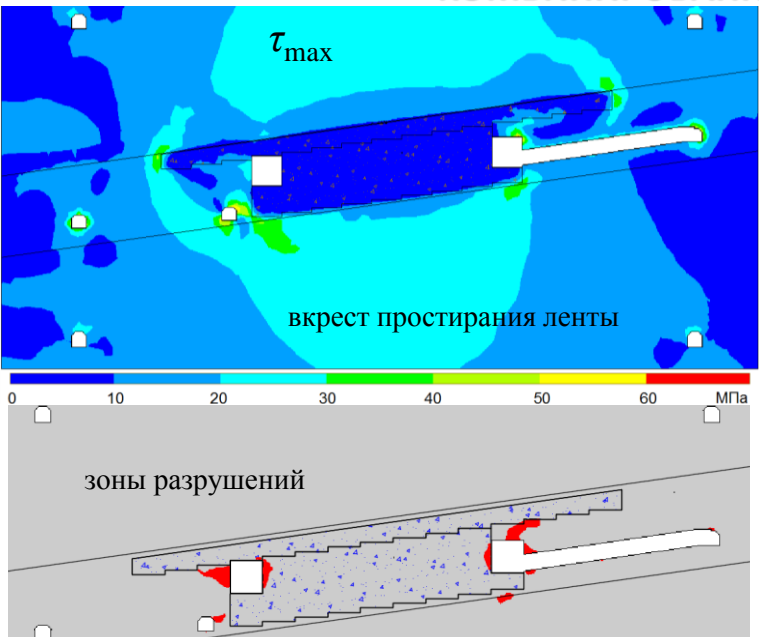 τmax
вкрест простирания ленты
0 10 20 30 40 50 60 МПа
зоны разрушений